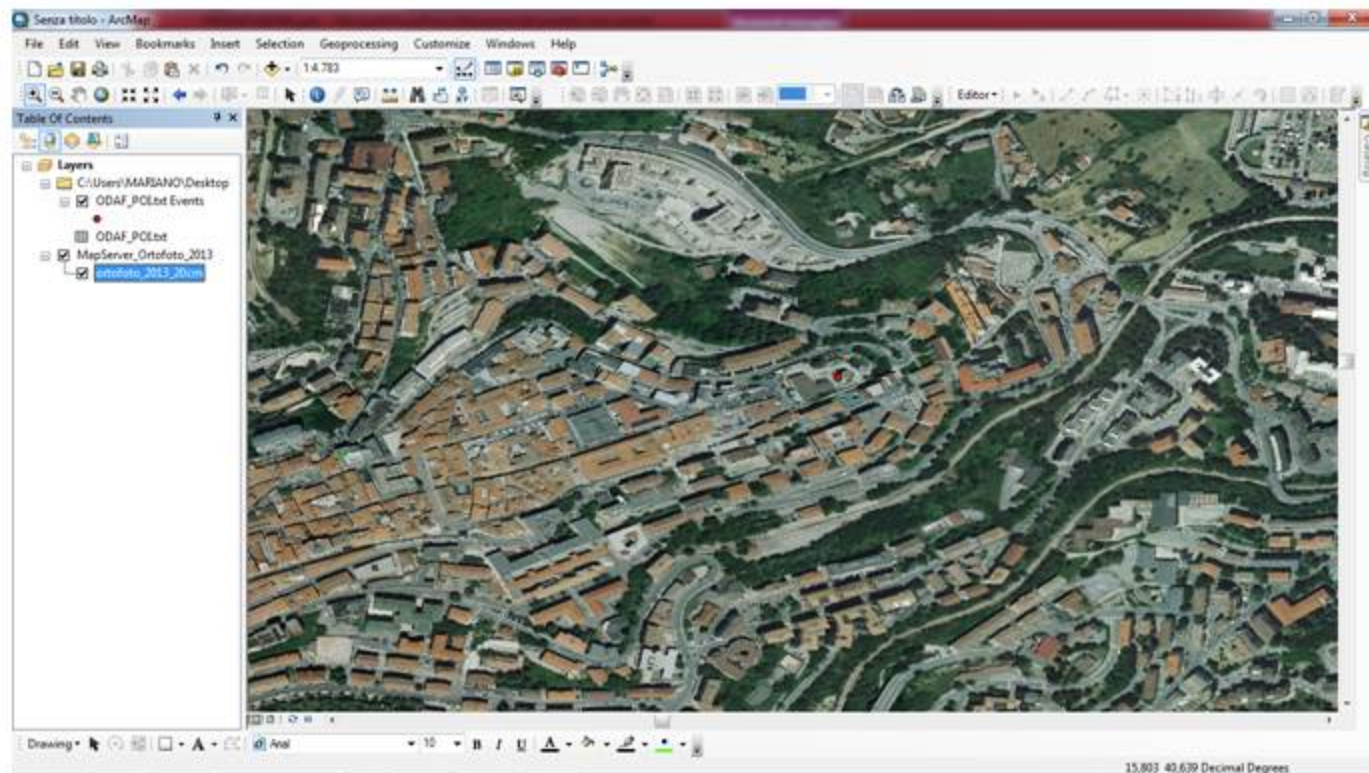 Senza titolo - ArcMap
File Edit View Bookmarks Insert Selection Geoprocessing Customize Windows Help
1:4.783
Editor
Table Of Contents
Layers
C:\Users\MARIANO\Desktop
ODAF_POI.txt Events
ODAF_POI.txt
MapServer_Ortofoto_2013
ortofoto_2013_20cm
Drawing A Arial 10 B I U A
15,803 40,639 Decimal Degrees